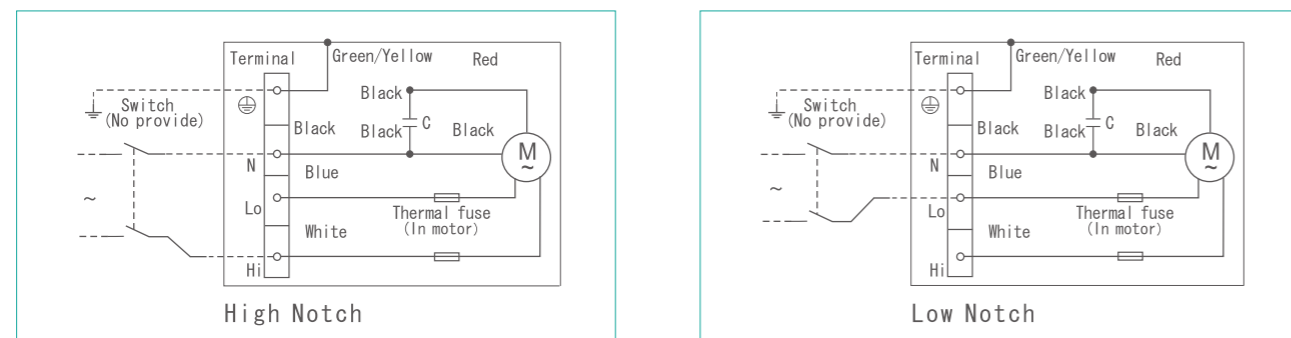 Terminal
Green/Yellow
Red
Switch
(No provide)
Black
Black
C
Black
Black
N
M
~
Blue
~
Lo
Thermal fuse
(In motor)
White
Hi
High Notch
Terminal
Green/Yellow
Red
Switch
(No provide)
Black
Black
C
Black
Black
N
M
~
Blue
~
Lo
Thermal fuse
(In motor)
White
Hi
Low Notch